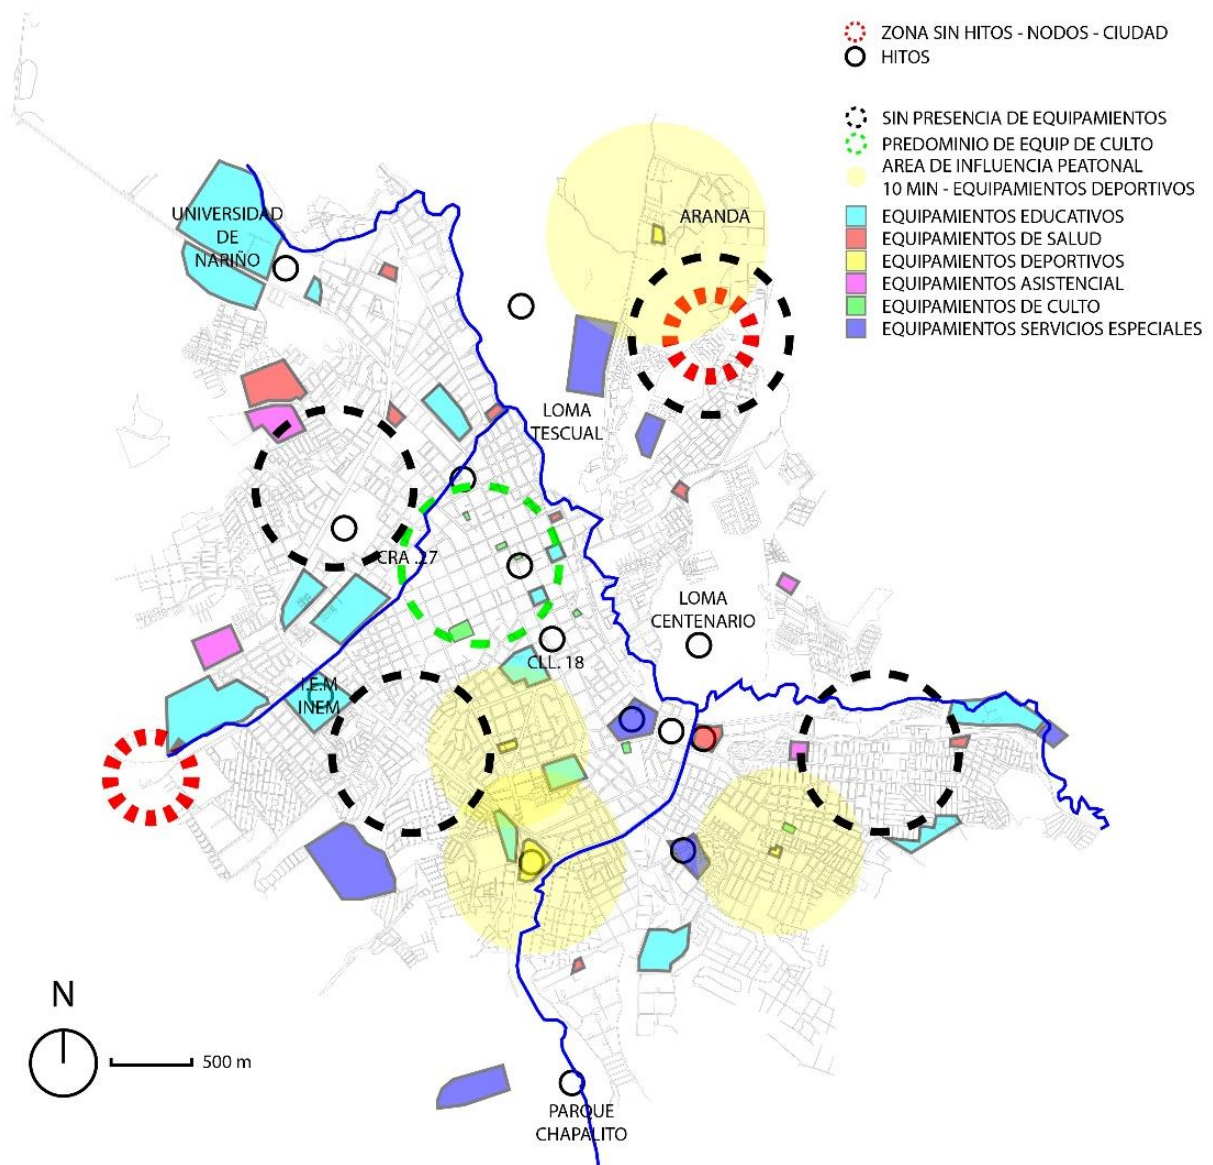 ZONA SIN HITOS - NODOS - CIUDAD
HITOS
SIN PRESENCIA DE EQUIPAMIENTOS
PREDOMINIO DE EQUIP DE CULTO
AREA DE INFLUENCIA PEATONAL
10 MIN - EQUIPAMIENTOS DEPORTIVOS
EQUIPAMIENTOS EDUCATIVOS
EQUIPAMIENTOS DE SALUD
EQUIPAMIENTOS DEPORTIVOS
EQUIPAMIENTOS ASISTENCIAL
EQUIPAMIENTOS DE CULTO
EQUIPAMIENTOS SERVICIOS ESPECIALES
UNIVERSIDAD
DE
NARIÑO
ARANDA
LOMA
TESCUAL
CRA .27
LOMA
CENTENARIO
CLL. 18
I.E.M
INEM
N
500 m
PARQUE
CHAPALITO